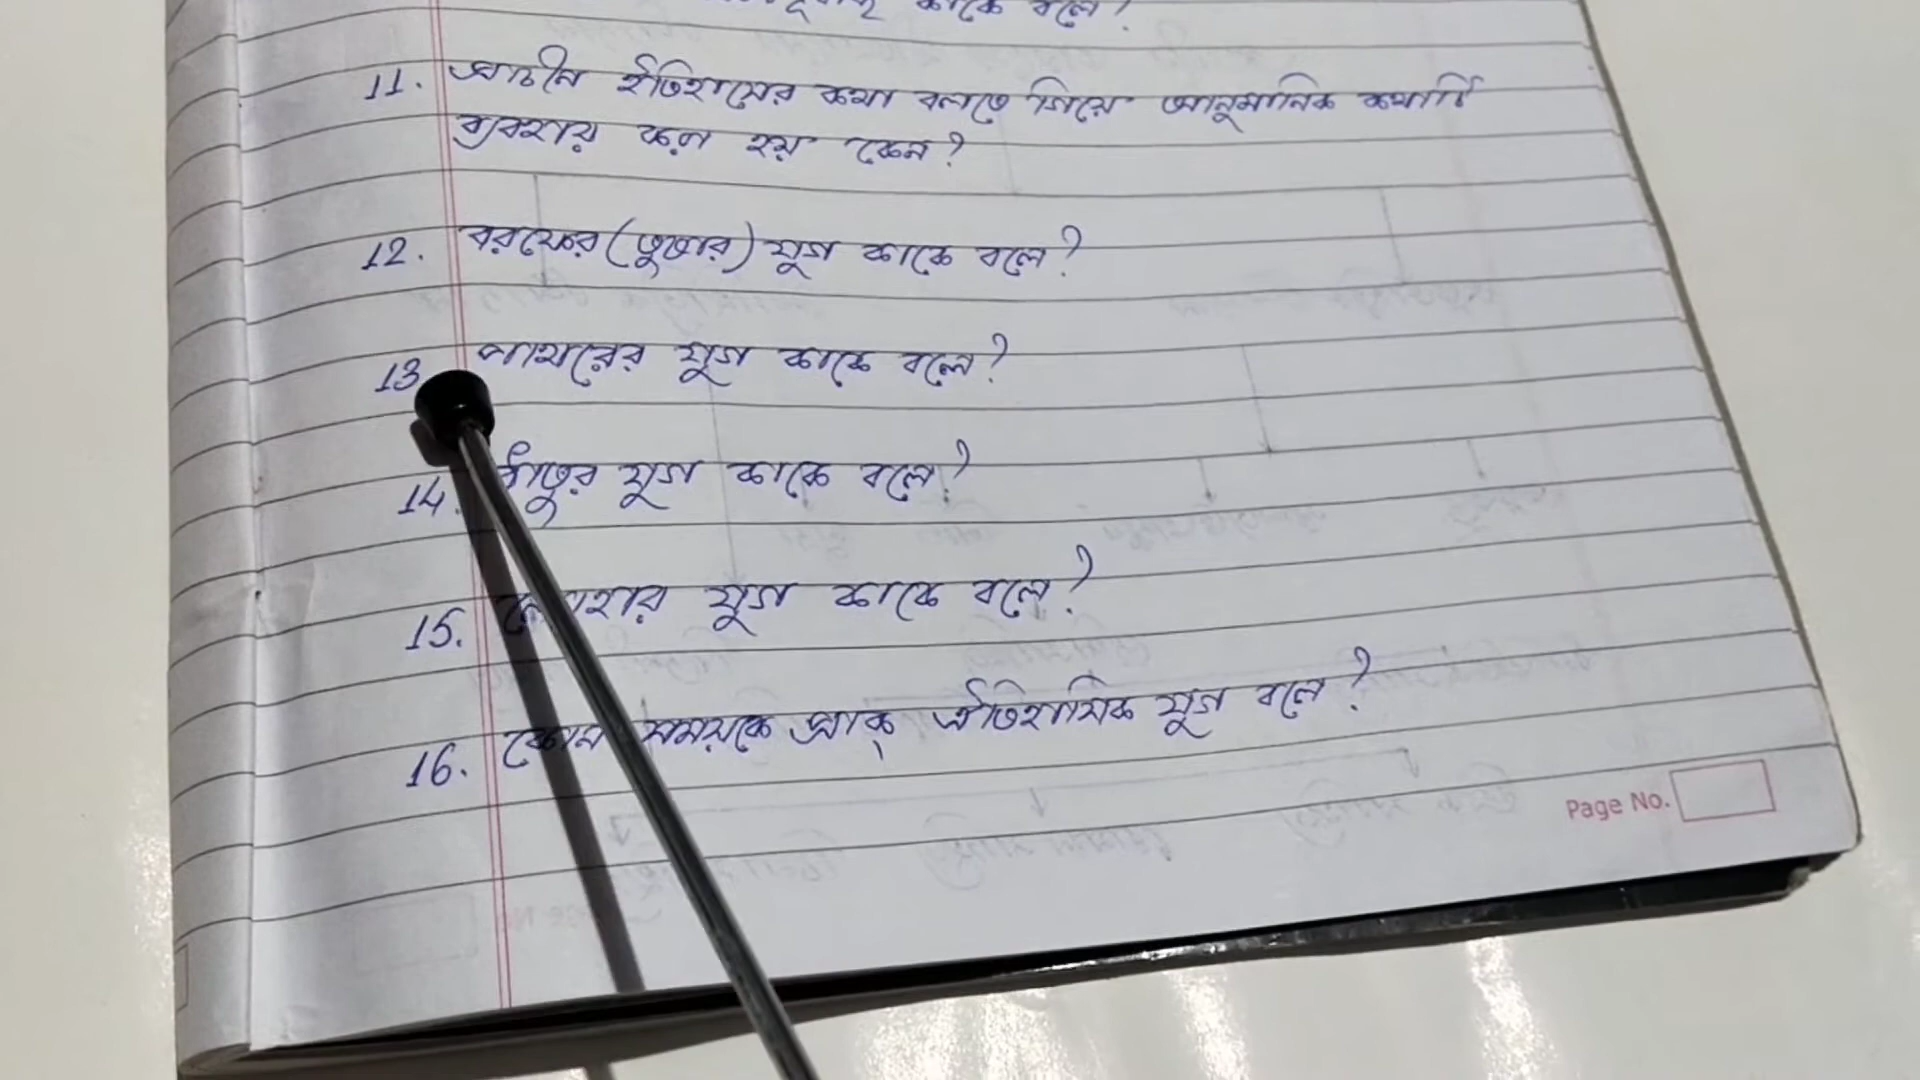 কাকে বলে?
11. প্রাচীন ইতিহাসের কথা বলতে গিয়ে আনুমানিক কথাটি
ব্যবহার করা হয় কেন?
12. বরফের (তুষার) যুগ কাকে বলে?
13. পাথরের যুগ কাকে বলে?
14. ধাতুর যুগ কাকে বলে?
15. লোহার যুগ কাকে বলে?
16. কোন সময়কে প্রাক্ ঐতিহাসিক যুগ বলে?
Page No.